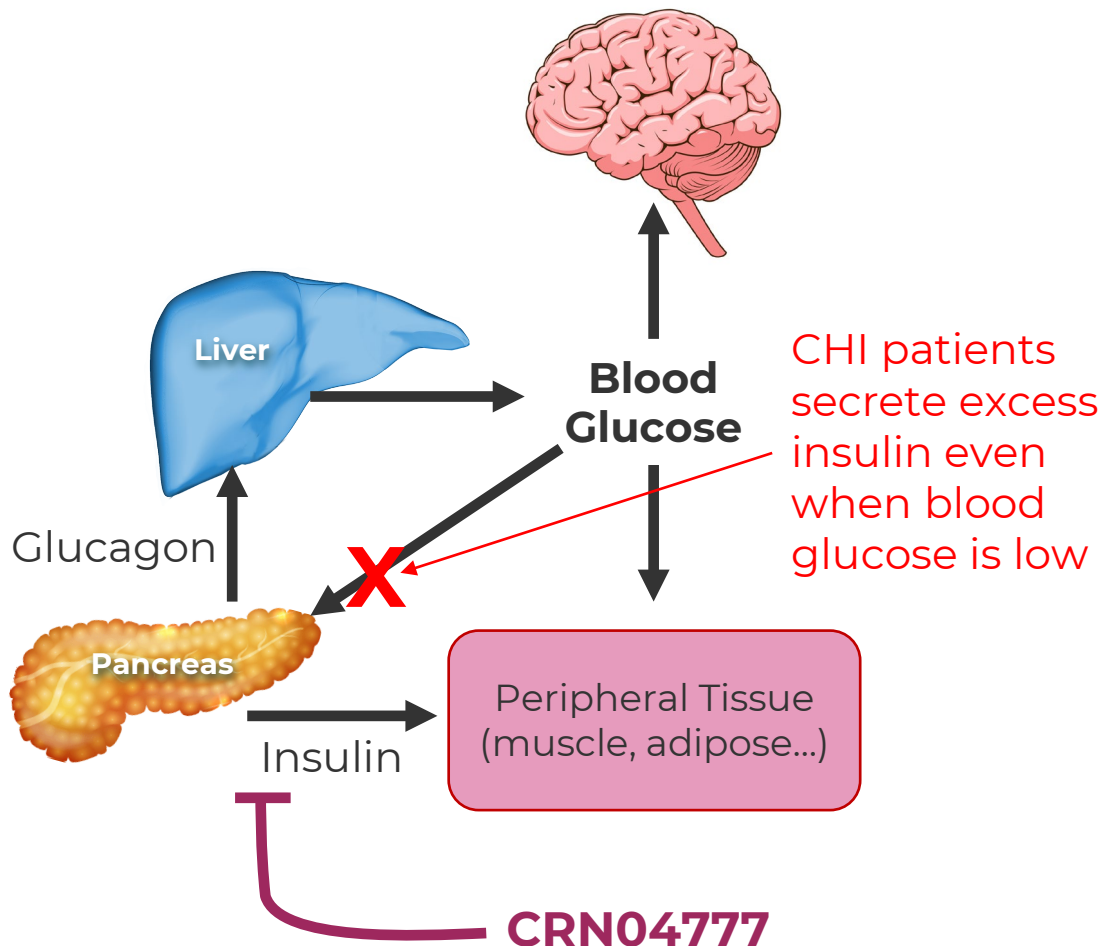 Liver
Blood
Glucose
CHI patients
secrete excess
insulin even
when blood
glucose is low
Glucagon
X
Pancreas
Insulin
Peripheral Tissue
(muscle, adipose...)
CRN04777